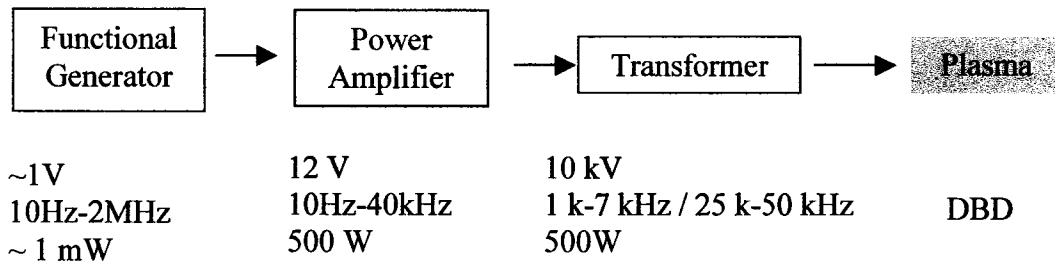 Functional
Generator
Power
Amplifier
Transformer
Plasma
~1V
10Hz-2MHz
~ 1 mW
12 V
10Hz-40kHz
500 W
10 kV
1 k-7 kHz / 25 k-50 kHz
500W
DBD